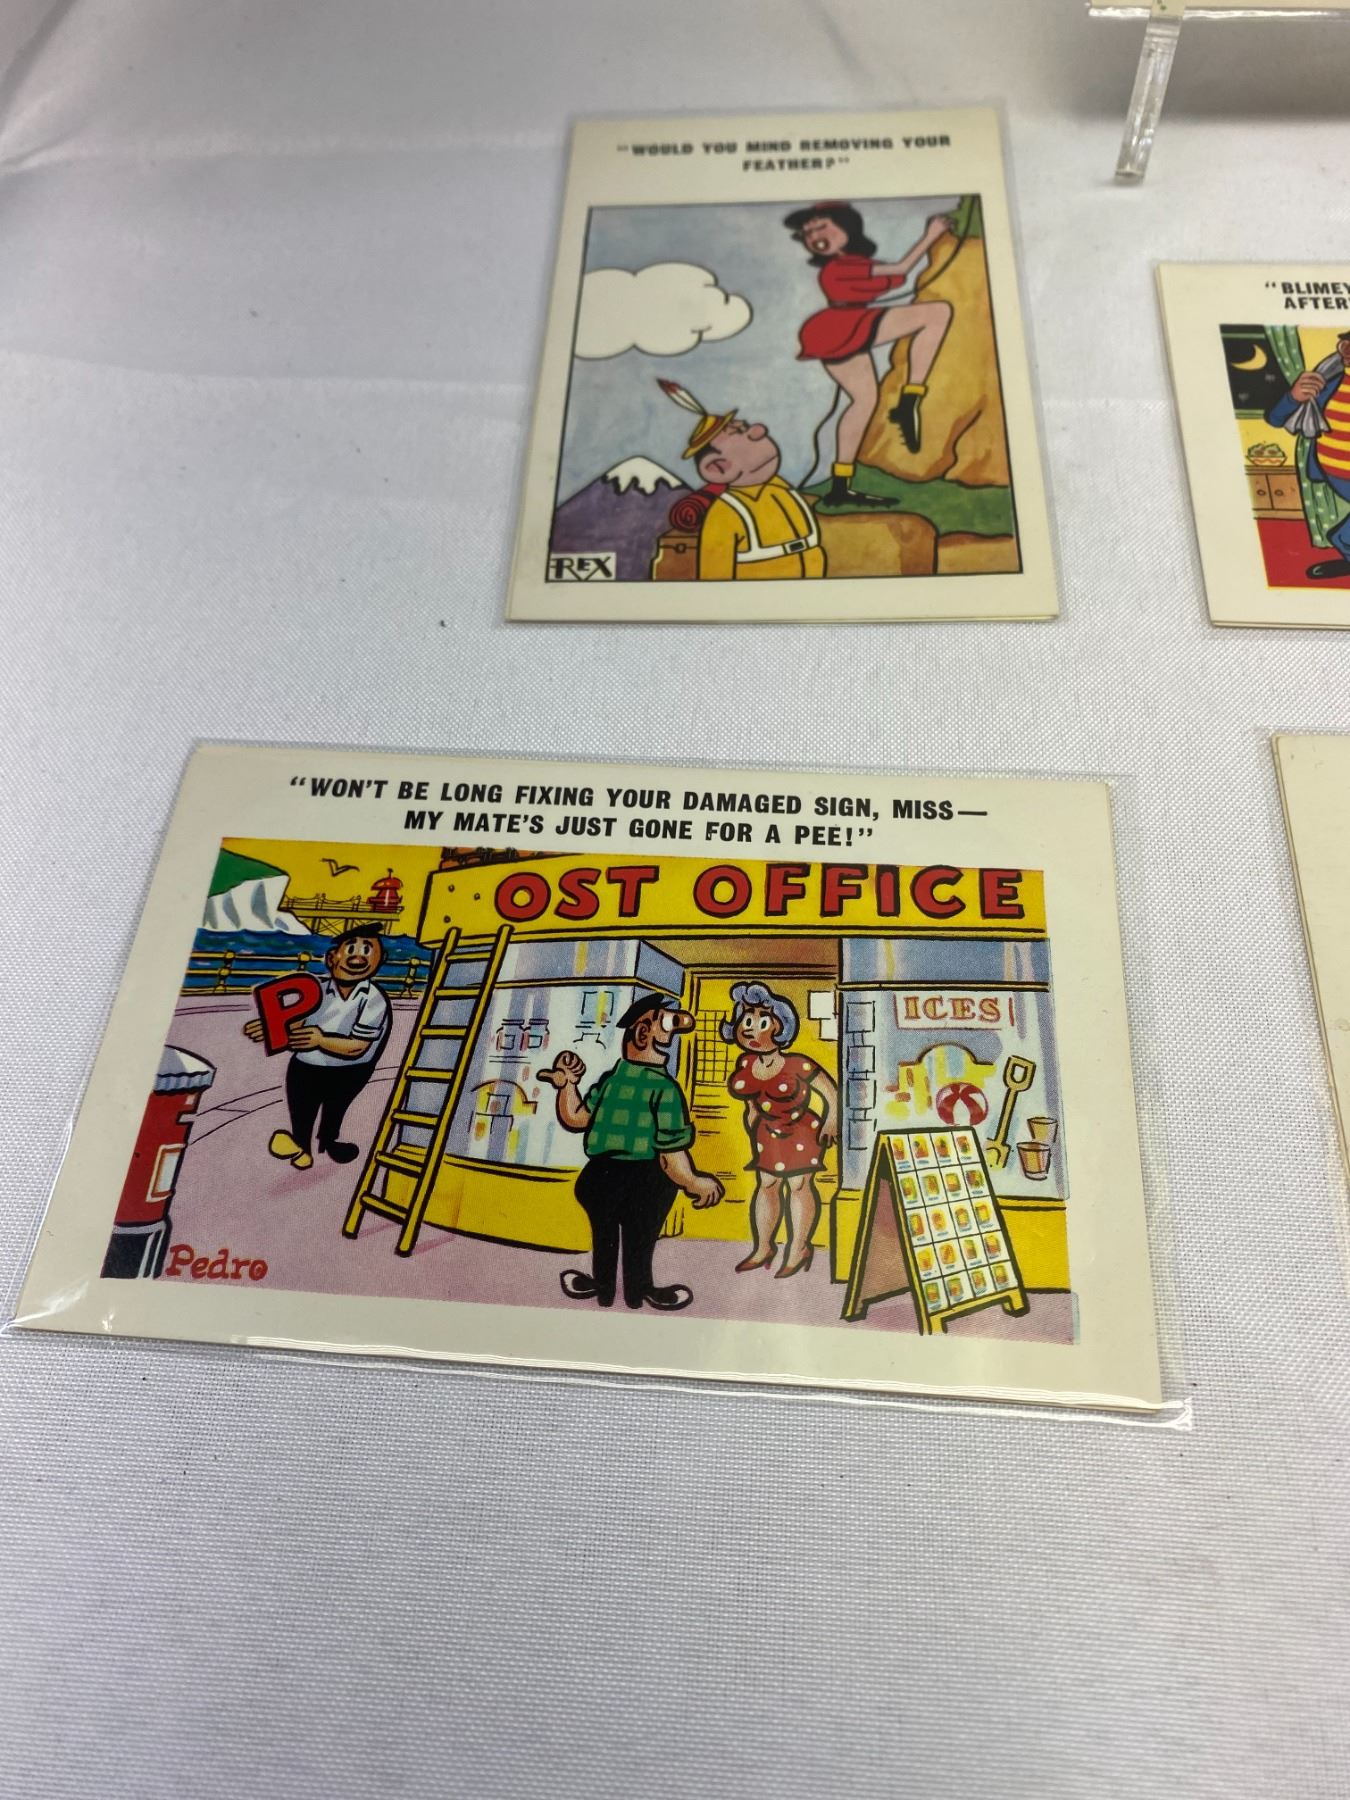 "WOULD YOU MIND REMOVING YOUR
FEATHER?"
REX
"BLIMEY
AFTER
"WON'T BE LONG FIXING YOUR DAMAGED SIGN, MISS—
MY MATE'S JUST GONE FOR A PEE!"
OST OFFICE
P
ICES
Pedro